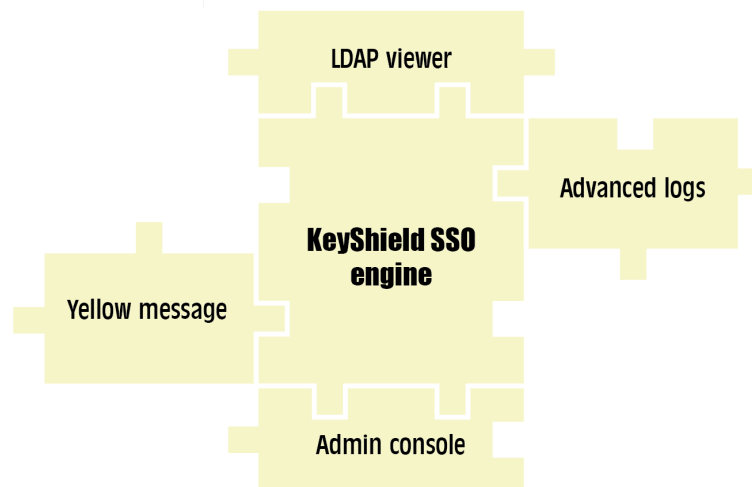 LDAP viewer
Advanced logs
KeyShield SSO
engine
Yellow message
Admin console